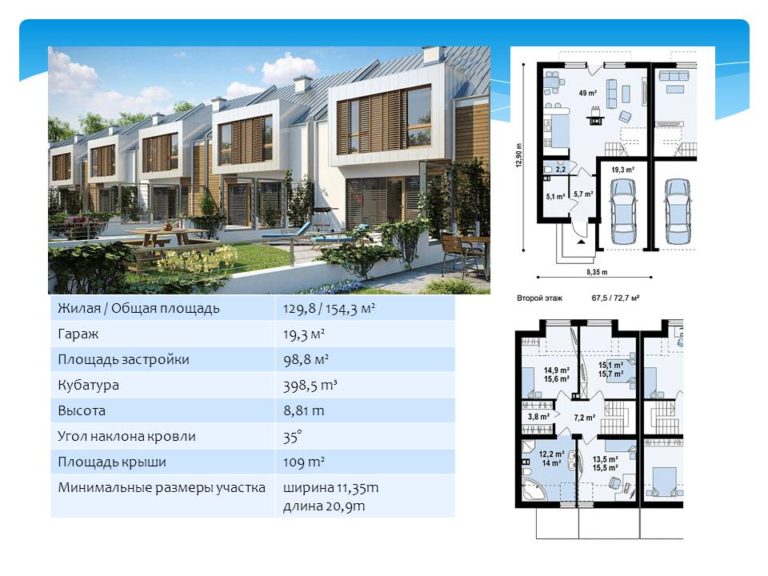 Жилая / Общая площадь 129,8 / 154,3 м²
Гараж 19,3 м²
Площадь застройки 98,8 м²
Кубатура 398,5 m³
Высота 8,81 m
Угол наклона кровли 35°
Площадь крыши 109 m²
Минимальные размеры участка ширина 11,35m
длина 20,9m
49 m²
12,90 m
2,2
19,3 m²
5,1 m²
5,7 m²
8,35 m
Второй этаж 67,5 / 72,7 м²
14,9 m²
15,6 m²
15,1 m²
15,7 m²
3,8 m²
7,2 m²
12,2 m²
14 m²
13,5 m²
15,5 m²